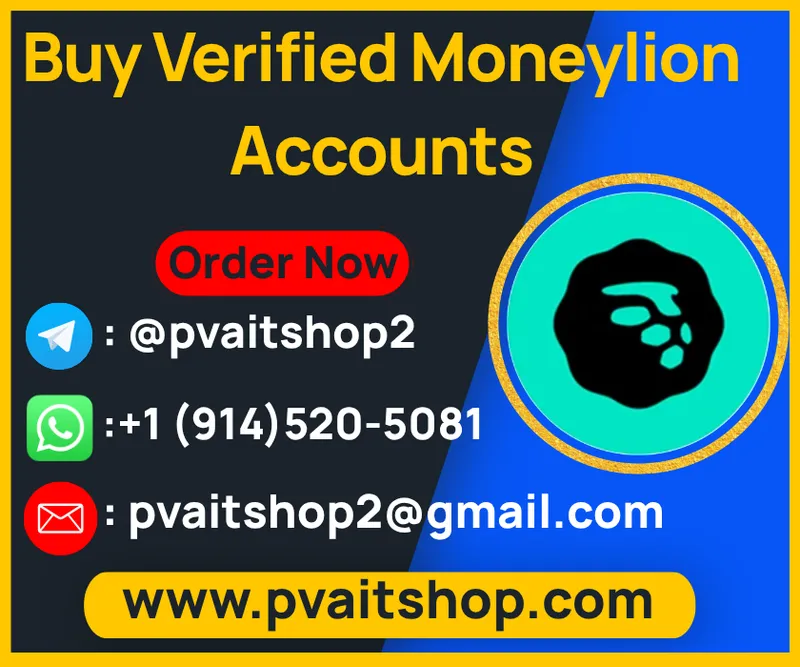 Buy Verified Moneylion
Accounts
Order Now
: @pvaitshop2
:+1 (914)520-5081
: pvaitshop2@gmail.com
www.pvaitshop.com